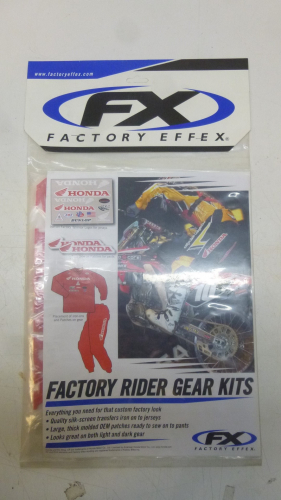 www.factoryeffex.com
FX
FACTORY EFFEX®
HONDA
HONDA
HONDA
HONDA
HONDA
FACTORY RIDER GEAR KITS
Everything you need for that custom factory look
• Quality silk-screen transfers iron on to jerseys
• Large, thick molded OEM patches ready to sew on to pants
• Looks great on both light and dark gear
FX
FACTORY EFFEX